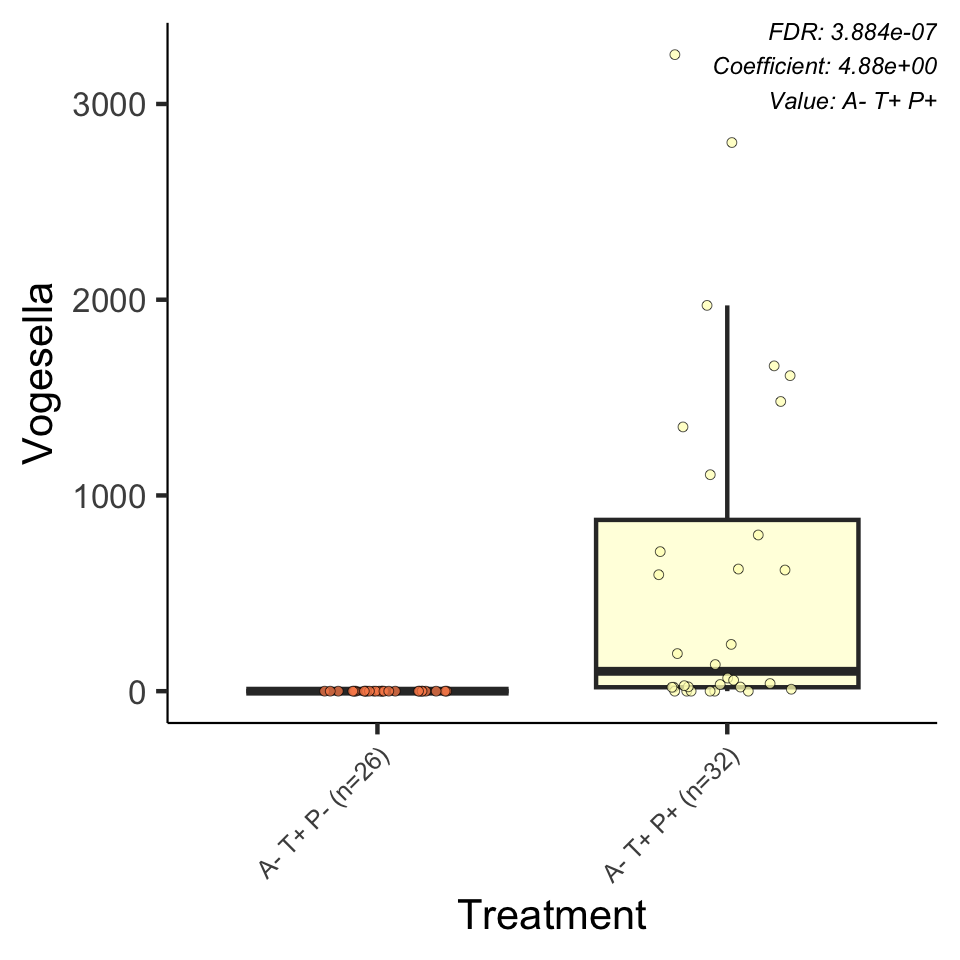 FDR: 3.884e-07
Coefficient: 4.88e+00
Value: A- T+ P+
3000
2000
1000
0
Vogesella
A- T+ P- (n=26)
A- T+ P+ (n=32)
Treatment